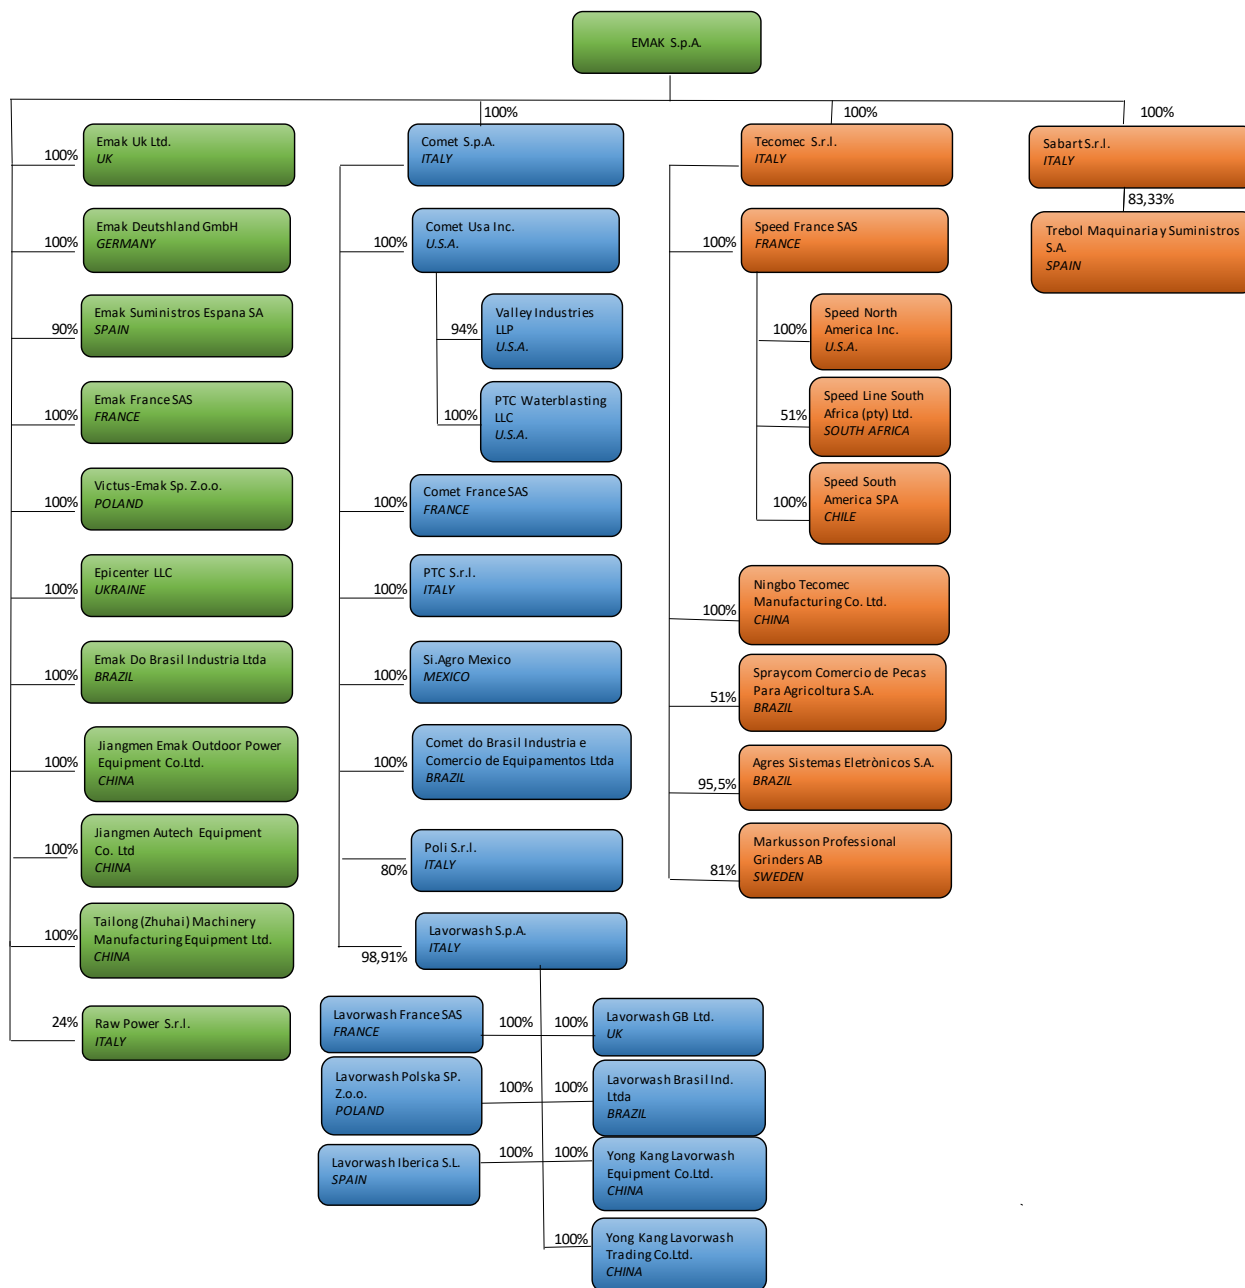 EMAK S.p.A.
100%
100%
100%
100%
Emak Uk Ltd.
UK
100%
Emak Deutshland GmbH
GERMANY
90%
Emak Suministros Espana SA
SPAIN
100%
Emak France SAS
FRANCE
100%
Victus-Emak Sp. Z.o.o.
POLAND
100%
Epicenter LLC
UKRAINE
100%
Emak Do Brasil Industria Ltda
BRAZIL
100%
Jiangmen Emak Outdoor Power
Equipment Co.Ltd.
CHINA
100%
Jiangmen Autech Equipment
Co. Ltd
CHINA
100%
Tailong (Zhuhai) Machinery
Manufacturing Equipment Ltd.
CHINA
24%
Raw Power S.r.l.
ITALY
Comet S.p.A.
ITALY
100%
Comet Usa Inc.
U.S.A.
94%
Valley Industries
LLP
U.S.A.
100%
PTC Waterblasting
LLC
U.S.A.
100%
Comet France SAS
FRANCE
100%
PTC S.r.l.
ITALY
100%
Si.Agro Mexico
MEXICO
100%
Comet do Brasil Industria e
Comercio de Equipamentos Ltda
BRAZIL
80%
Poli S.r.l.
ITALY
98,91%
Lavorwash S.p.A.
ITALY
Lavorwash France SAS
FRANCE
100%
100%
Lavorwash GB Ltd.
UK
Lavorwash Polska SP.
Z.o.o.
POLAND
100%
100%
Lavorwash Brasil Ind.
Ltda
BRAZIL
Lavorwash Iberica S.L.
SPAIN
100%
100%
Yong Kang Lavorwash
Equipment Co.Ltd.
CHINA
100%
Yong Kang Lavorwash
Trading Co.Ltd.
CHINA
Tecomec S.r.l.
ITALY
100%
Speed France SAS
FRANCE
100%
Speed North
America Inc.
U.S.A.
51%
Speed Line South
Africa (pty) Ltd.
SOUTH AFRICA
100%
Speed South
America SPA
CHILE
100%
Ningbo Tecomec
Manufacturing Co. Ltd.
CHINA
51%
Spraycom Comercio de Pecas
Para Agricoltura S.A.
BRAZIL
95,5%
Agres Sistemas Eletrònicos S.A.
BRAZIL
81%
Markusson Professional
Grinders AB
SWEDEN
Sabart S.r.l.
ITALY
83,33%
Trebol Maquinaria y Suministros
S.A.
SPAIN